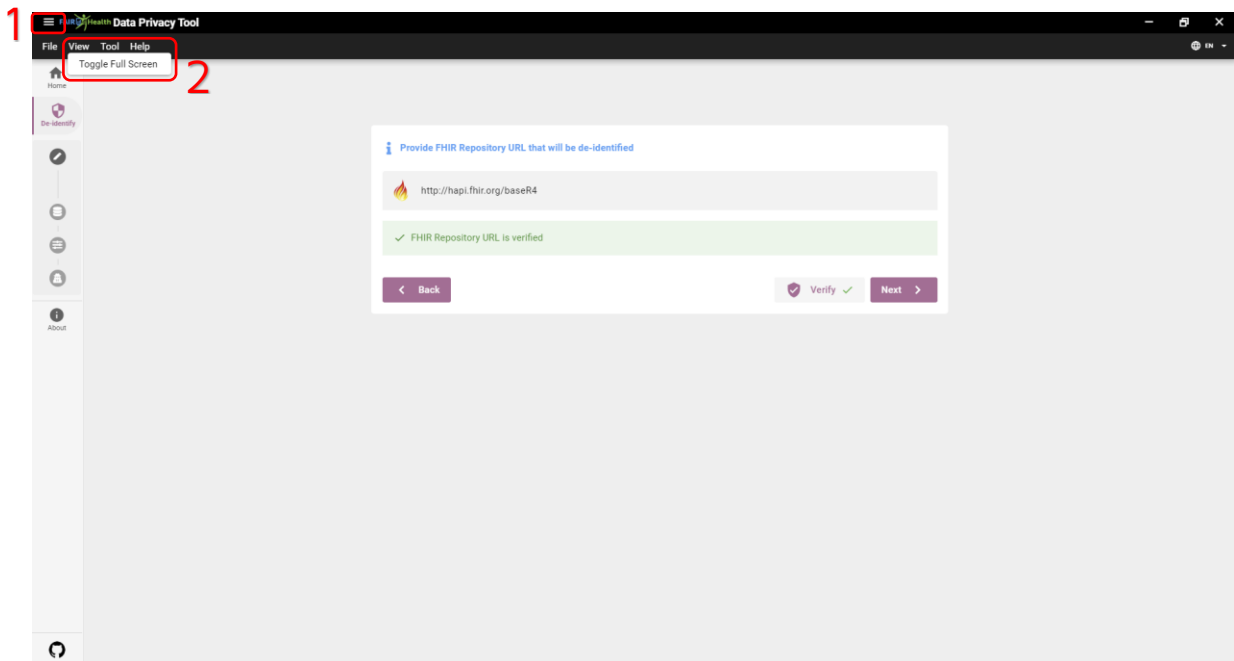 1
FAIR4Health Data Privacy Tool
File View Tool Help
EN
Toggle Full Screen
2
Home
De-identify
Provide FHIR Repository URL that will be de-identified
http://hapi.fhir.org/baseR4
FHIR Repository URL is verified
Back
Verify
Next
About